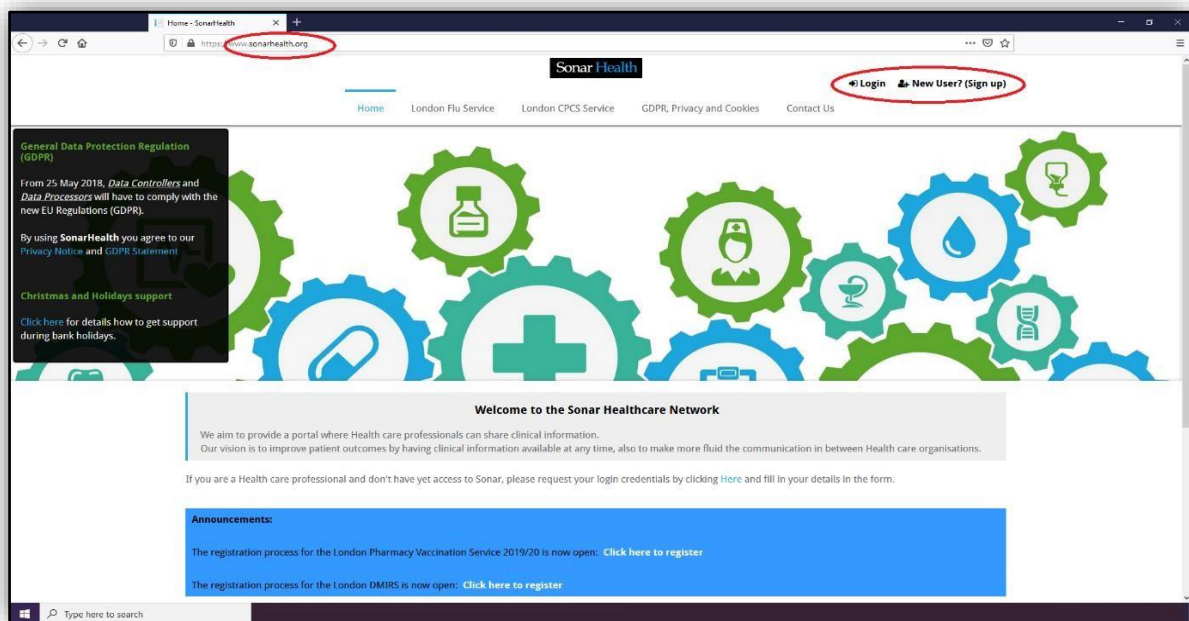 Home - SonarHealth
https://www.sonarhealth.org
Sonar Health
Login New User? (Sign up)
Home London Flu Service London CPCS Service GDPR, Privacy and Cookies Contact Us
General Data Protection Regulation
(GDPR)
From 25 May 2018, Data Controllers and
Data Processors will have to comply with the
new EU Regulations (GDPR).
By using SonarHealth you agree to our
Privacy Notice and GDPR Statement
Christmas and Holidays support
Click here for details how to get support
during bank holidays.
Welcome to the Sonar Healthcare Network
We aim to provide a portal where Health care professionals can share clinical information.
Our vision is to improve patient outcomes by having clinical information available at any time, also to make more fluid the communication in between Health care organisations.
If you are a Health care professional and don't have yet access to Sonar, please request your login credentials by clicking Here and fill in your details in the form.
Announcements:
The registration process for the London Pharmacy Vaccination Service 2019/20 is now open: Click here to register
The registration process for the London DMIRS is now open: Click here to register
Type here to search